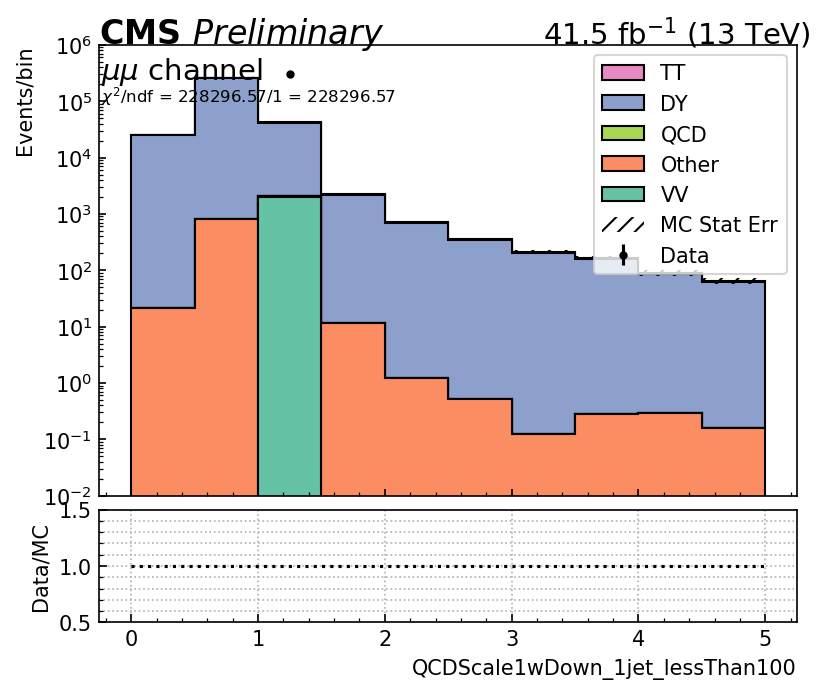 CMS Preliminary 41.5 fb⁻¹ (13 TeV)
Events/bin
10⁶
10⁵
10⁴
10³
10²
10¹
10⁰
10⁻¹
10⁻²
μμ channel
χ²/ndf = 228296.57/1 = 228296.57
TT
DY
QCD
Other
VV
MC Stat Err
Data
Data/MC
1.5
1.0
0.5
0 1 2 3 4 5
QCDScale1wDown_1jet_lessThan100